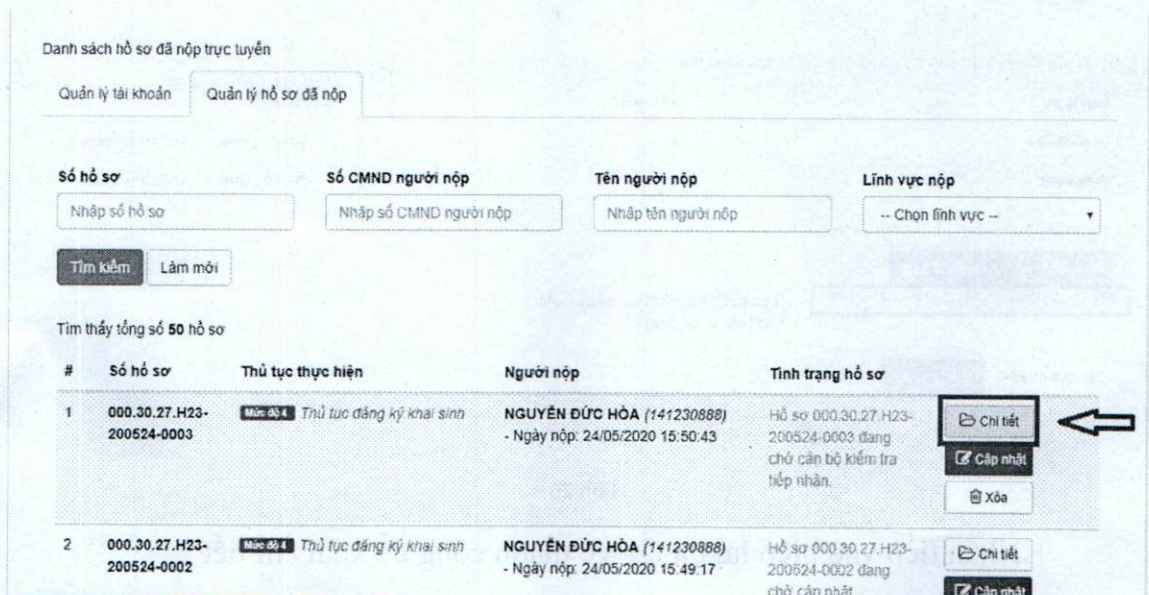 Danh sách hồ sơ đã nộp trực tuyến
Quản lý tài khoản Quản lý hồ sơ đã nộp
Số hồ sơ Số CMND người nộp Tên người nộp Lĩnh vực nộp
Nhập số hồ sơ Nhập số CMND người nộp Nhập tên người nộp -- Chọn lĩnh vực --
Tìm kiếm Làm mới
Tìm thấy tổng số 50 hồ sơ
# Số hồ sơ Thủ tục thực hiện Người nộp Tình trạng hồ sơ
1 000.30.27.H23- Mức độ 4 Thủ tục đăng ký khai sinh NGUYỄN ĐỨC HÒA (141230888) Hồ sơ 000.30.27.H23- Chi tiết
200524-0003 - Ngày nộp: 24/05/2020 15:50:43 200524-0003 đang
chờ cán bộ kiểm tra Cập nhật
tiếp nhận.
Xóa
2 000.30.27.H23- Mức độ 4 Thủ tục đăng ký khai sinh NGUYỄN ĐỨC HÒA (141230888) Hồ sơ 000.30.27.H23- Chi tiết
200524-0002 - Ngày nộp: 24/05/2020 15:49:17 200524-0002 đang
chờ cập nhật Cập nhật